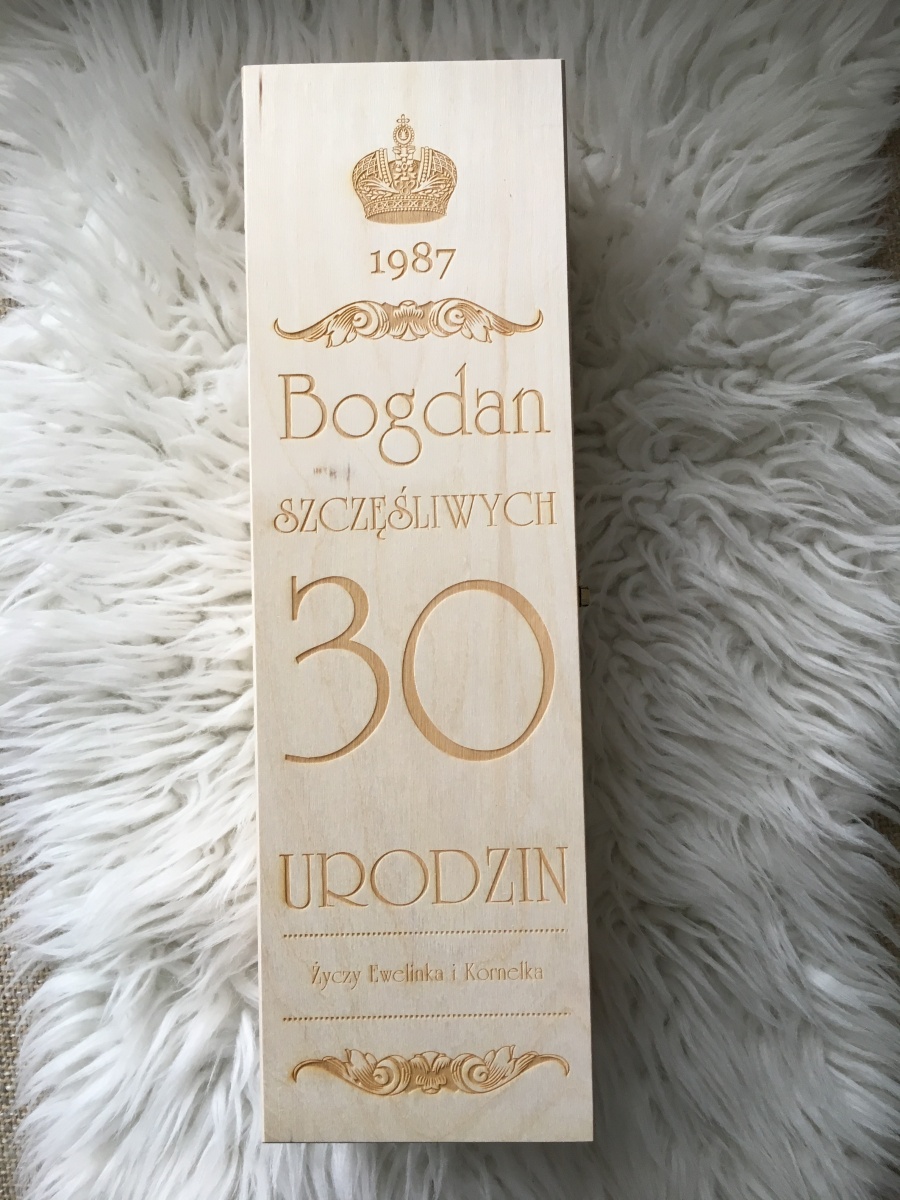 1987
Bogdan
SZCZĘŚLIWYCH
30
URODZIN
Życzy Ewelinka i Kornelka